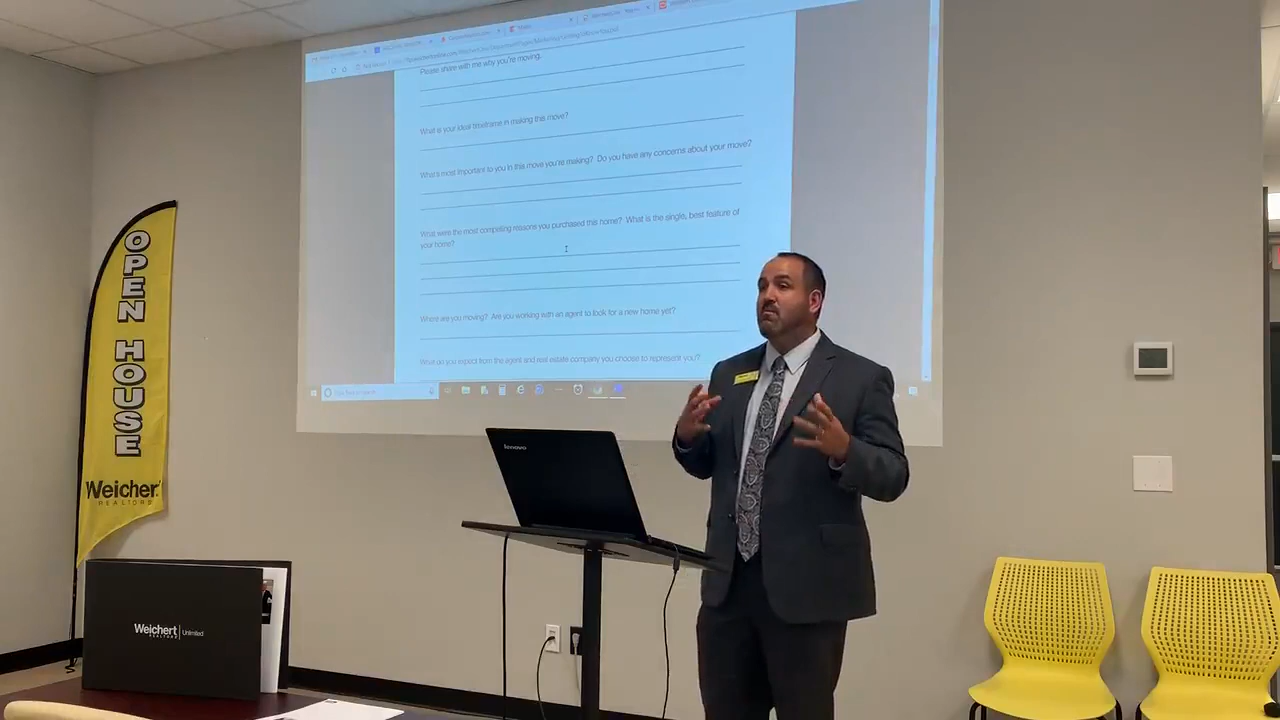 Please share with me why you're moving.
What is your ideal timeframe in making this move?
What's most important to you in this move you're making? Do you have any concerns about your move?
What were the most compelling reasons you purchased this home? What is the single, best feature of
your home?
Where are you moving? Are you working with an agent to look for a new home yet?
What do you expect from the agent and real estate company you choose to represent you?
OPEN HOUSE
Weichert
REALTORS
lenovo
Weichert
REALTORS
Unlimited